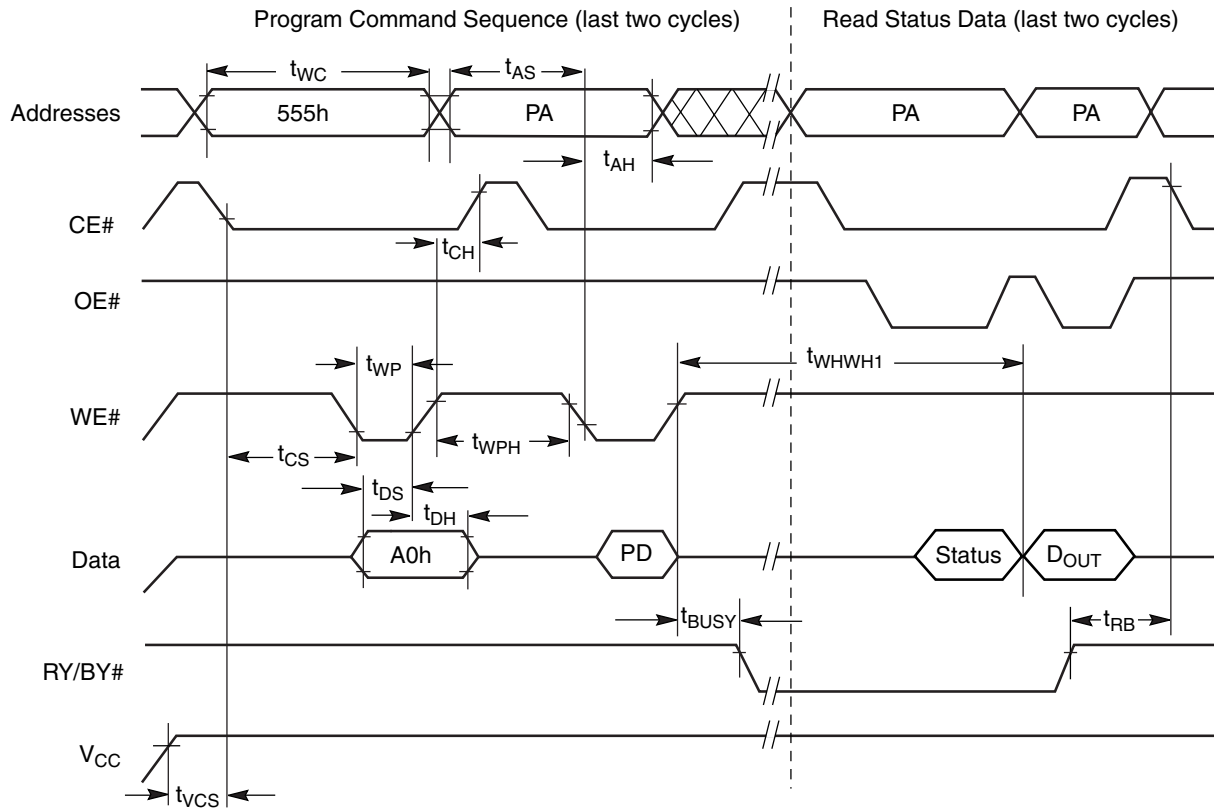 Program Command Sequence (last two cycles)
Read Status Data (last two cycles)
tWC
tAS
Addresses
555h
PA
PA
PA
tAH
CE#
tCH
OE#
tWP
tWHWH1
WE#
tCS
tWPH
tDS
tDH
Data
A0h
PD
Status
DOUT
tBUSY
tRB
RY/BY#
VCC
tVCS